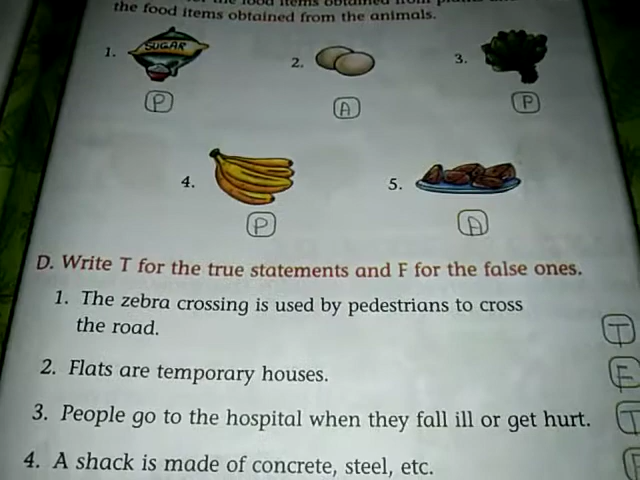 the food items obtained from the animals.
1. SUGAR 2. 3.
P A P
4. 5.
P A
D. Write T for the true statements and F for the false ones.
1. The zebra crossing is used by pedestrians to cross
the road. T
2. Flats are temporary houses. F
3. People go to the hospital when they fall ill or get hurt. T
4. A shack is made of concrete, steel, etc.